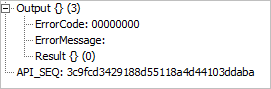 Output {} (3)
ErrorCode: 00000000
ErrorMessage:
Result {} (0)
API_SEQ: 3c9fcd3429188d55118a4d44103ddaba